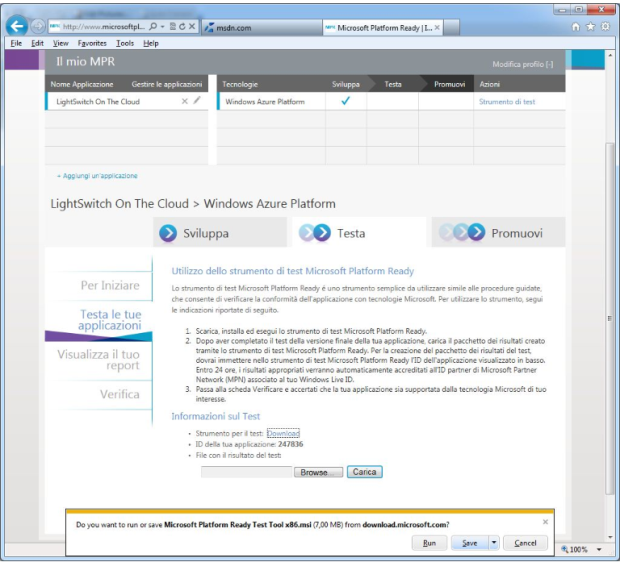 http://www.microsoftpl...
msdn.com
Microsoft Platform Ready | I...
File Edit View Favorites Tools Help
Il mio MPR
Modifica profilo [-]
Nome Applicazione Gestire le applicazioni Tecnologie Sviluppa Testa Promuovi Azioni
LightSwitch On The Cloud Windows Azure Platform Strumento di test
+ Aggiungi un'applicazione
LightSwitch On The Cloud > Windows Azure Platform
Sviluppa Testa Promuovi
Per Iniziare
Testa le tue
applicazioni
Visualizza il tuo
report
Verifica
Utilizzo dello strumento di test Microsoft Platform Ready
Lo strumento di test Microsoft Platform Ready é uno strumento semplice da utilizzare simile alle procedure guidate,
che consente di verificare la conformità dell'applicazione con tecnologie Microsoft. Per utilizzare lo strumento, segui
le indicazioni riportate di seguito.
1. Scarica, installa ed esegui lo strumento di test Microsoft Platform Ready.
2. Dopo aver completato il test della versione finale della tua applicazione, carica il pacchetto dei risultati creato
tramite lo strumento di test Microsoft Platform Ready. Per la creazione del pacchetto dei risultati del test,
dovrai immettere nello strumento di test Microsoft Platform Ready l'ID dell'applicazione visualizzato in basso.
Entro 24 ore, i risultati appropriati verranno automaticamente accreditati all'ID partner di Microsoft Partner
Network (MPN) associato al tuo Windows Live ID.
3. Passa alla scheda Verificare e accertati che la tua applicazione sia supportata dalla tecnologia Microsoft di tuo
interesse.
Informazioni sul Test
• Strumento per il test: Download
• ID della tua applicazione: 247836
• File con il risultato del test:
Browse... Carica
Do you want to run or save Microsoft Platform Ready Test Tool x86.msi (7,00 MB) from download.microsoft.com?
Run Save Cancel
100%